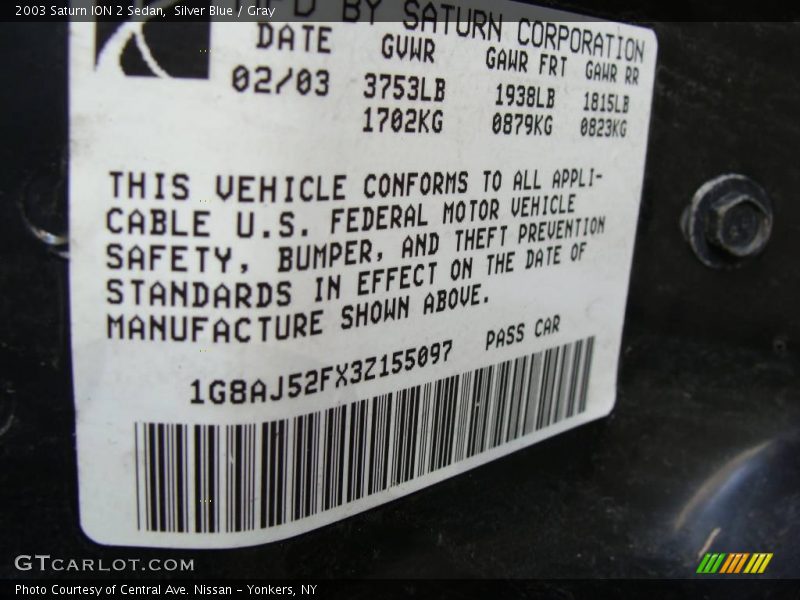 2003 Saturn ION 2 Sedan, Silver Blue / Gray
BY SATURN CORPORATION
DATE GVWR GAWR FRT GAWR RR
02/03 3753LB 1938LB 1815LB
1702KG 0879KG 0823KG
THIS VEHICLE CONFORMS TO ALL APPLI-
CABLE U.S. FEDERAL MOTOR VEHICLE
SAFETY, BUMPER, AND THEFT PREVENTION
STANDARDS IN EFFECT ON THE DATE OF
MANUFACTURE SHOWN ABOVE.
1G8AJ52FX3Z155097 PASS CAR
GTCARLOT.COM
Photo Courtesy of Central Ave. Nissan – Yonkers, NY